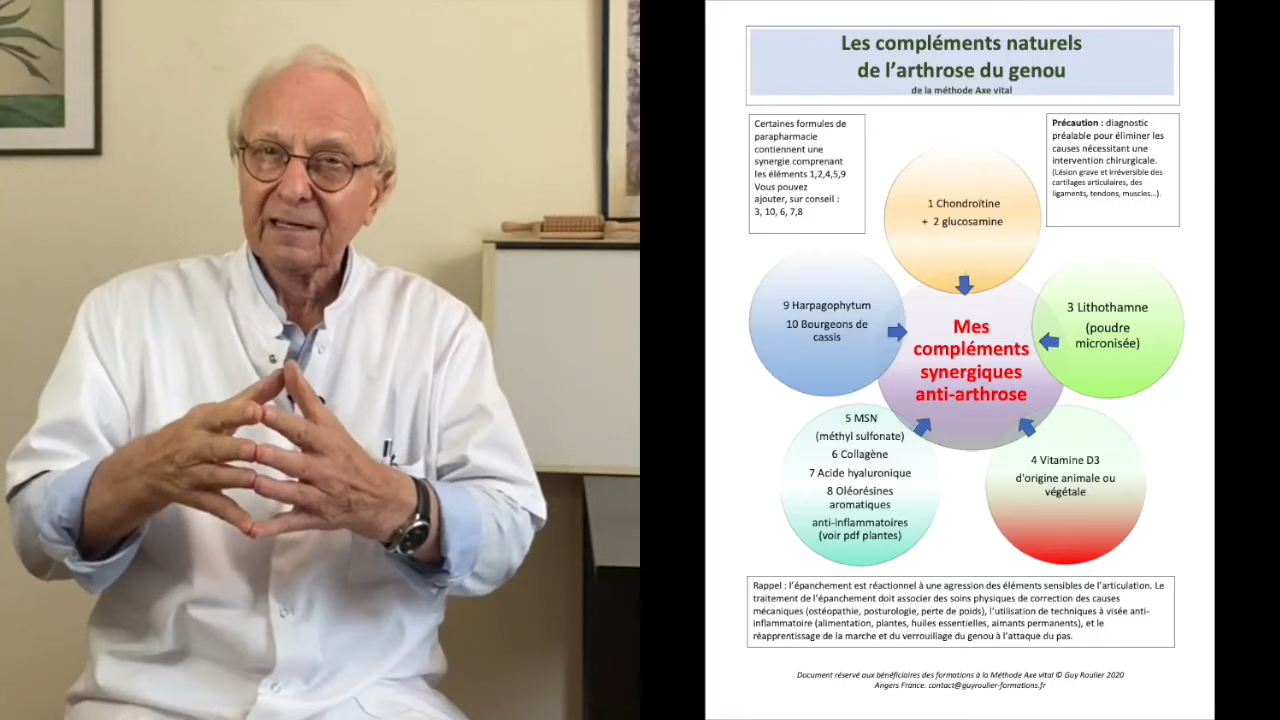 Les compléments naturels
de l'arthrose du genou
de la méthode Axe vital
Certaines formules de
parapharmacie
contiennent une
synergie comprenant
les éléments 1,2,4,5,9
Vous pouvez
ajouter, sur conseil :
3, 10, 6, 7,8
Précaution : diagnostic
préalable pour éliminer les
causes nécessitant une
intervention chirurgicale.
(Lésion grave et irréversible des
cartilages articulaires, des
ligaments, tendons, muscles...).
1 Chondroïtine
+ 2 glucosamine
9 Harpagophytum
10 Bourgeons de
cassis
Mes
compléments
synergiques
anti-arthrose
3 Lithothamne
(poudre
micronisée)
5 MSN
(méthyl sulfonate)
6 Collagène
7 Acide hyaluronique
8 Oléorésines
aromatiques
anti-inflammatoires
(voir pdf plantes)
4 Vitamine D3
d'origine animale ou
végétale
Rappel : l'épanchement est réactionnel à une agression des éléments sensibles de l'articulation. Le
traitement de l'épanchement doit associer des soins physiques de correction des causes
mécaniques (ostéopathie, posturologie, perte de poids), l'utilisation de techniques à visée anti-
inflammatoire (alimentation, plantes, huiles essentielles, aimants permanents), et le
réapprentissage de la marche et du verrouillage du genou à l'attaque du pas.
Document réservé aux bénéficiaires des formations à la Méthode Axe vital © Guy Roulier 2020
Angers France. contact@guyroulier-formations.fr